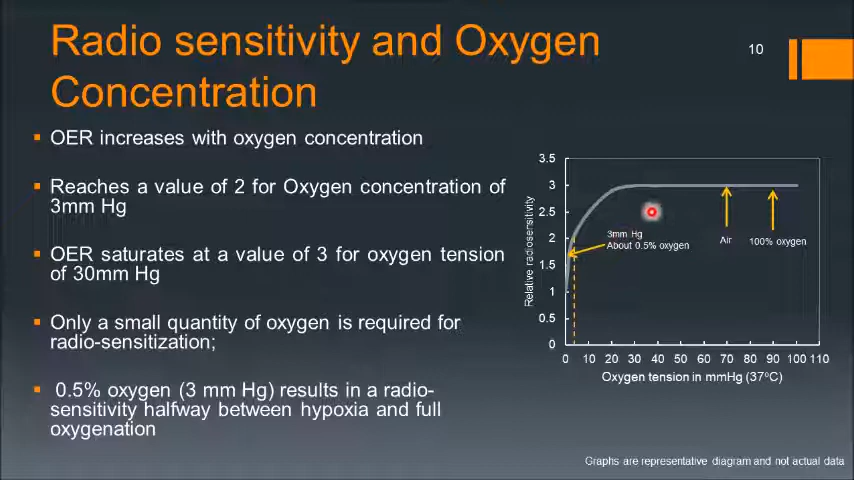 Radio sensitivity and Oxygen
Concentration
10
OER increases with oxygen concentration
Reaches a value of 2 for Oxygen concentration of
3mm Hg
OER saturates at a value of 3 for oxygen tension
of 30mm Hg
Only a small quantity of oxygen is required for
radio-sensitization;
0.5% oxygen (3 mm Hg) results in a radio-
sensitivity halfway between hypoxia and full
oxygenation
3.5
3
2.5
2
1.5
1
0.5
0
Relative radiosensitivity
3mm Hg
About 0.5% oxygen
Air
100% oxygen
0 10 20 30 40 50 60 70 80 90 100 110
Oxygen tension in mmHg (37°C)
Graphs are representative diagram and not actual data